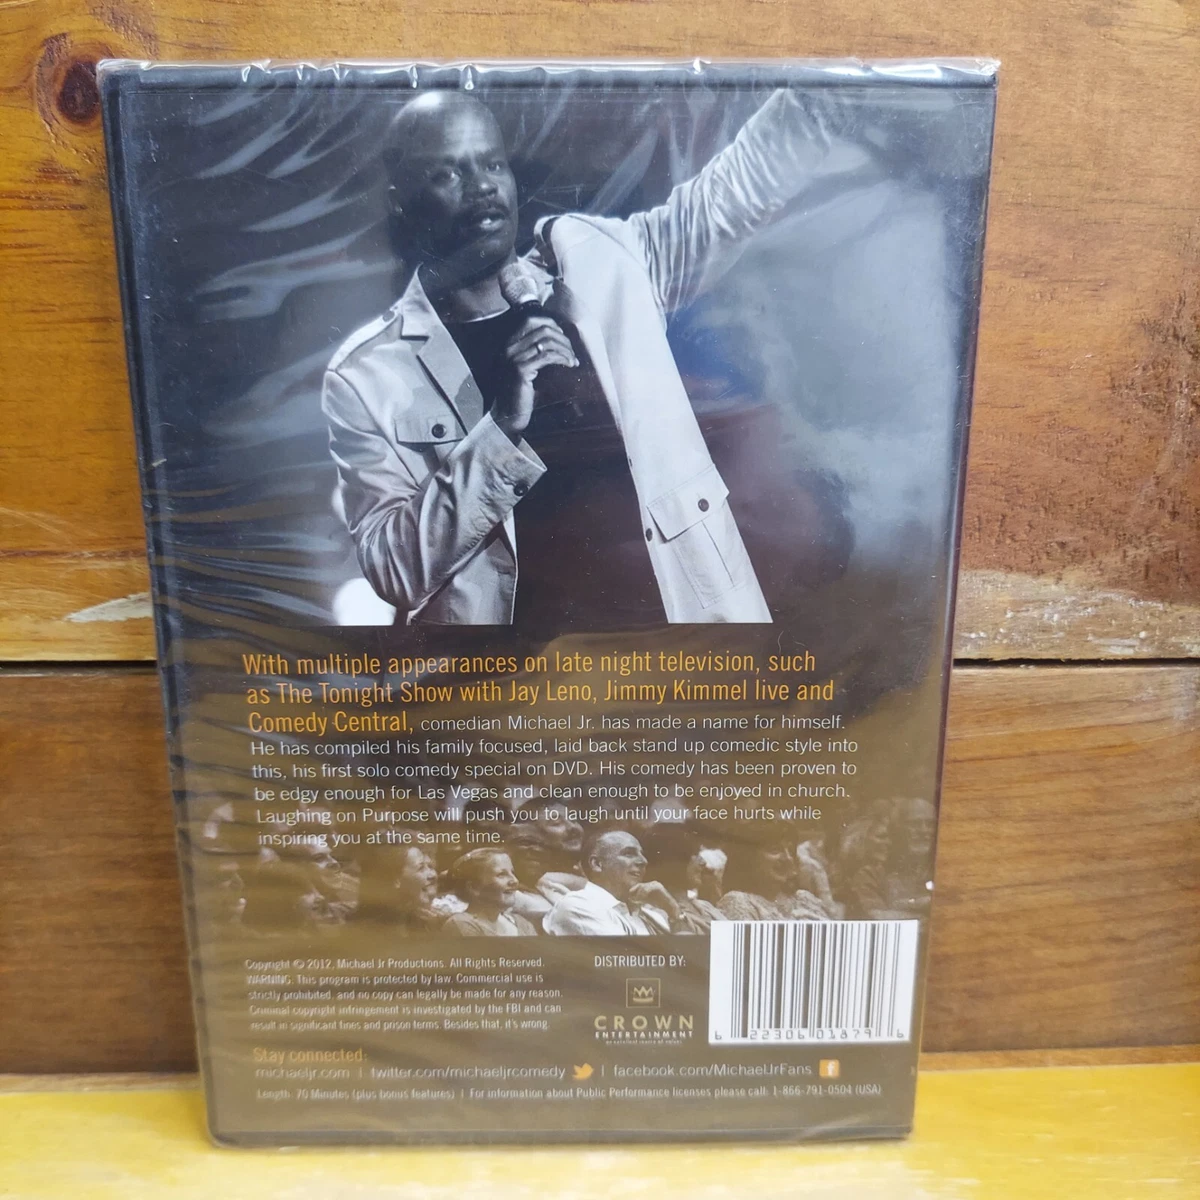 With multiple appearances on late night television, such
as The Tonight Show with Jay Leno, Jimmy Kimmel live and
Comedy Central, comedian Michael Jr. has made a name for himself.
He has compiled his family focused, laid back stand up comedic style into
this, his first solo comedy special on DVD. His comedy has been proven to
be edgy enough for Las Vegas and clean enough to be enjoyed in church.
Laughing on Purpose will push you to laugh until your face hurts while
inspiring you at the same time.
Copyright © 2012. Michael Jr Productions. All Rights Reserved.
WARNING: This program is protected by law. Commercial use is
strictly prohibited, and no copy can legally be made for any reason.
Criminal copyright infringement is investigated by the FBI and can
result in significant fines and prison terms. Besides that, it's wrong.
DISTRIBUTED BY:
CROWN
ENTERTAINMENT
6 22306 01879 6
Stay connected:
michaeljr.com | twitter.com/michaeljrcomedy | facebook.com/MichaelJrFans f
Length: 70 Minutes (plus bonus features) | For information about Public Performance licenses please call: 1-866-791-0504 (USA)